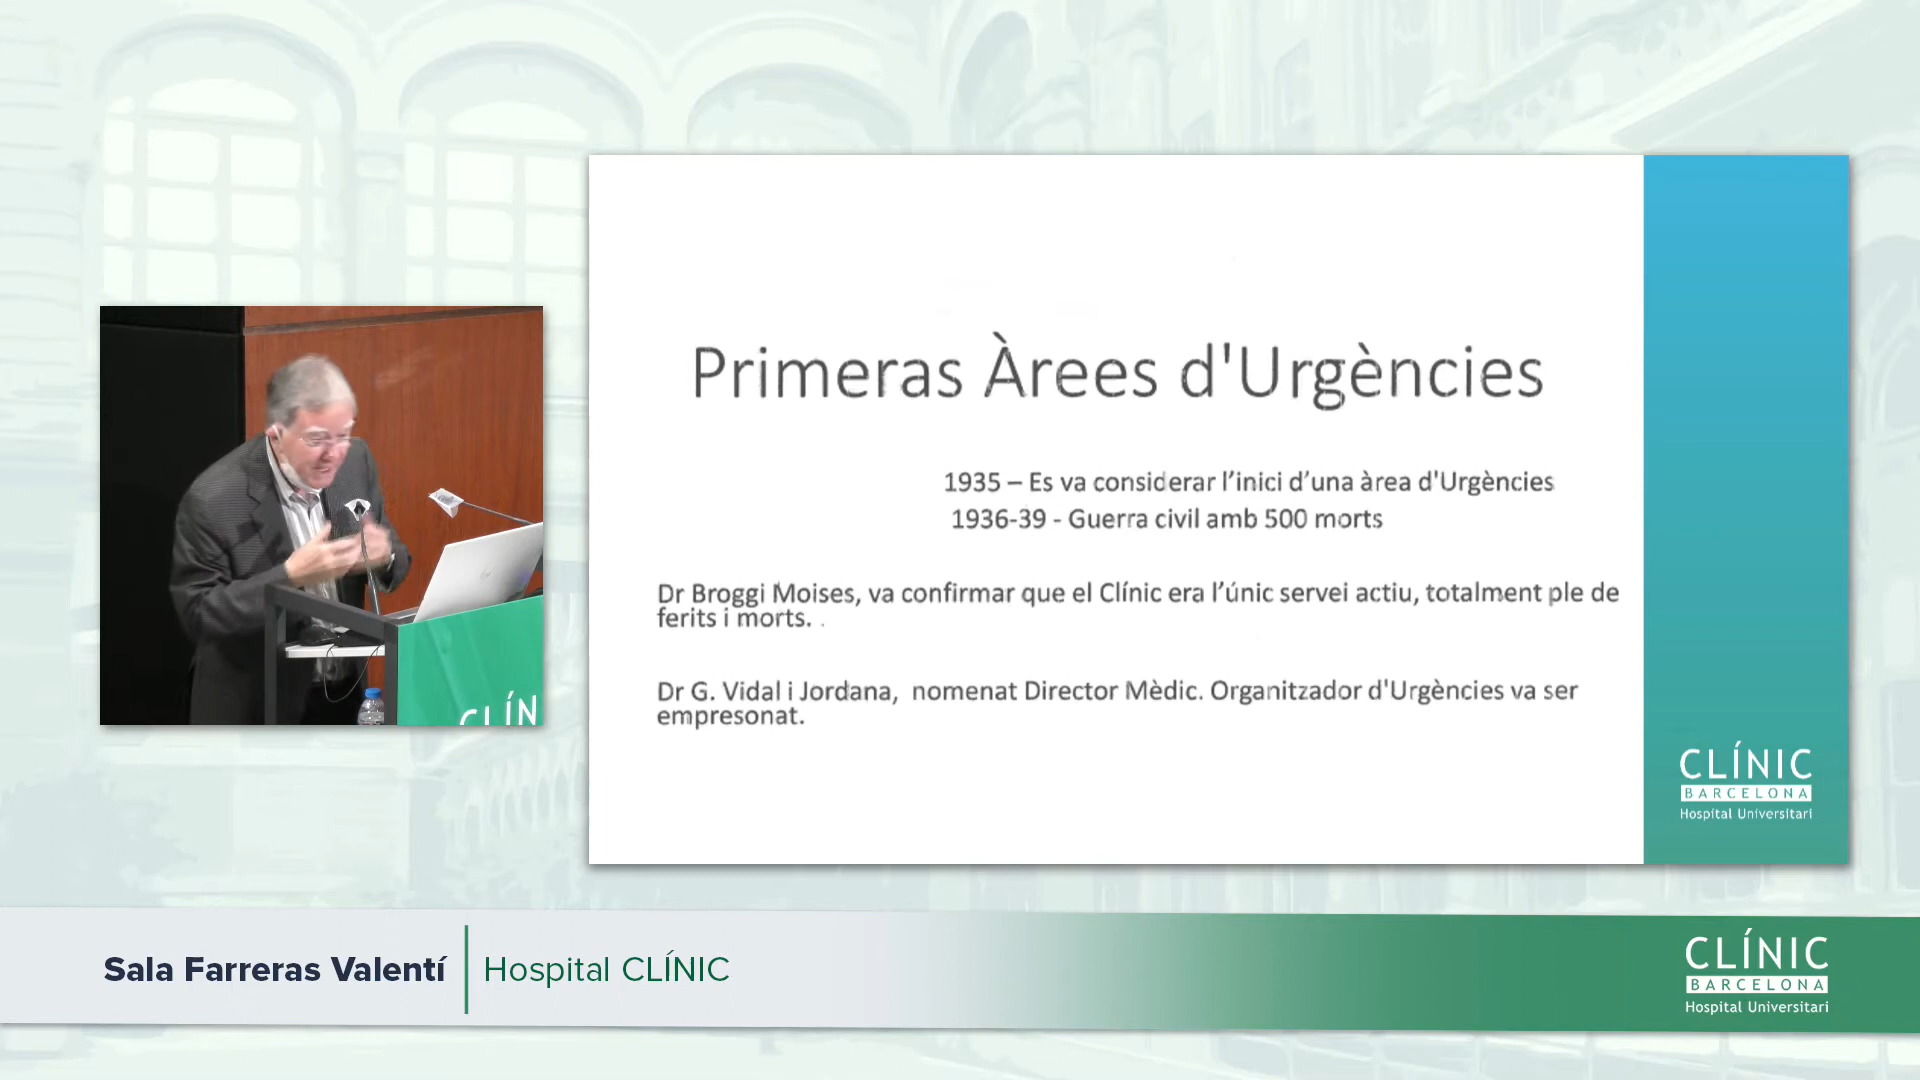 Primeras Àrees d'Urgències
1935 – Es va considerar l’inici d’una àrea d'Urgències
1936-39 - Guerra civil amb 500 morts
Dr Broggi Moises, va confirmar que el Clínic era l’únic servei actiu, totalment ple de
ferits i morts. .
Dr G. Vidal i Jordana, nomenat Director Mèdic. Organitzador d'Urgències va ser
empresonat.
CLÍNIC
BARCELONA
Hospital Universitari
CLÍN
Sala Farreras Valentí
Hospital CLÍNIC
CLÍNIC
BARCELONA
Hospital Universitari